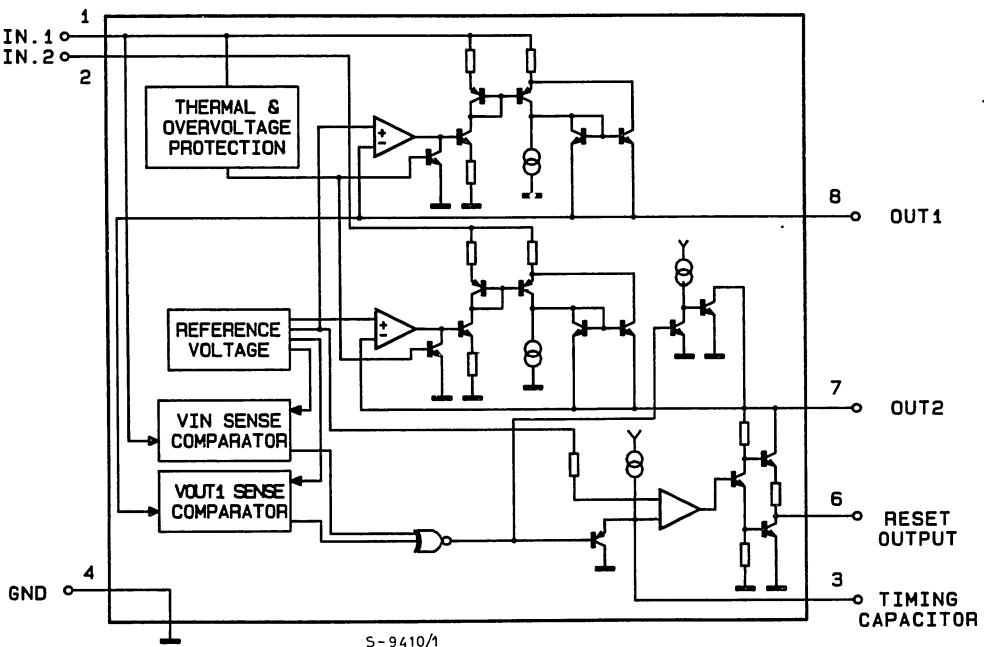 1
IN.1
IN.2
2
THERMAL &
OVERVOLTAGE
PROTECTION
+
-
8
OUT1
REFERENCE
VOLTAGE
+
-
7
OUT2
VIN SENSE
COMPARATOR
VOUT1 SENSE
COMPARATOR
6
RESET
OUTPUT
4
GND
3
TIMING
CAPACITOR
S-9410/1